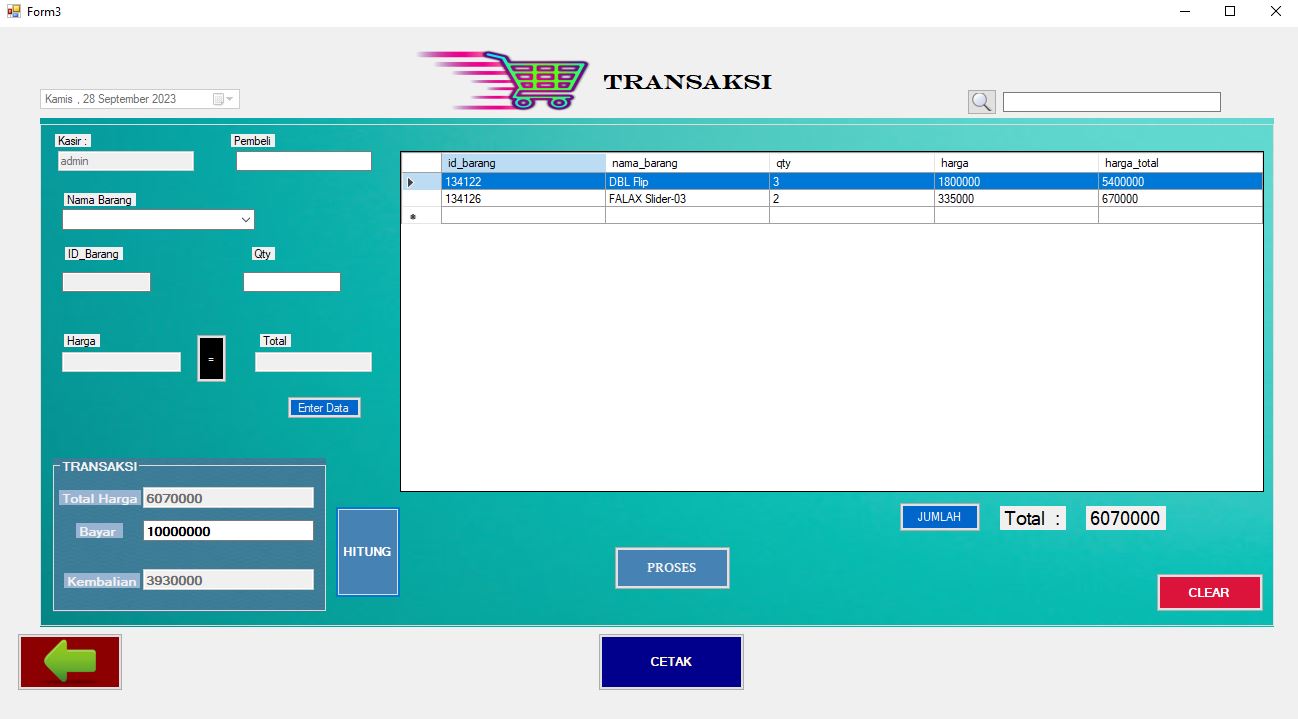 Form3
TRANSAKSI
Kamis , 28 September 2023
Kasir :
Pembeli
admin
Nama Barang
ID_Barang
Qty
Harga
=
Total
Enter Data
id_barang nama_barang qty harga harga_total
134122 DBL Flip 3 1800000 5400000
134126 FALAX Slider-03 2 335000 670000
TRANSAKSI
Total Harga 6070000
Bayar 10000000
Kembalian 3930000
HITUNG
JUMLAH
Total :
6070000
PROSES
CLEAR
CETAK